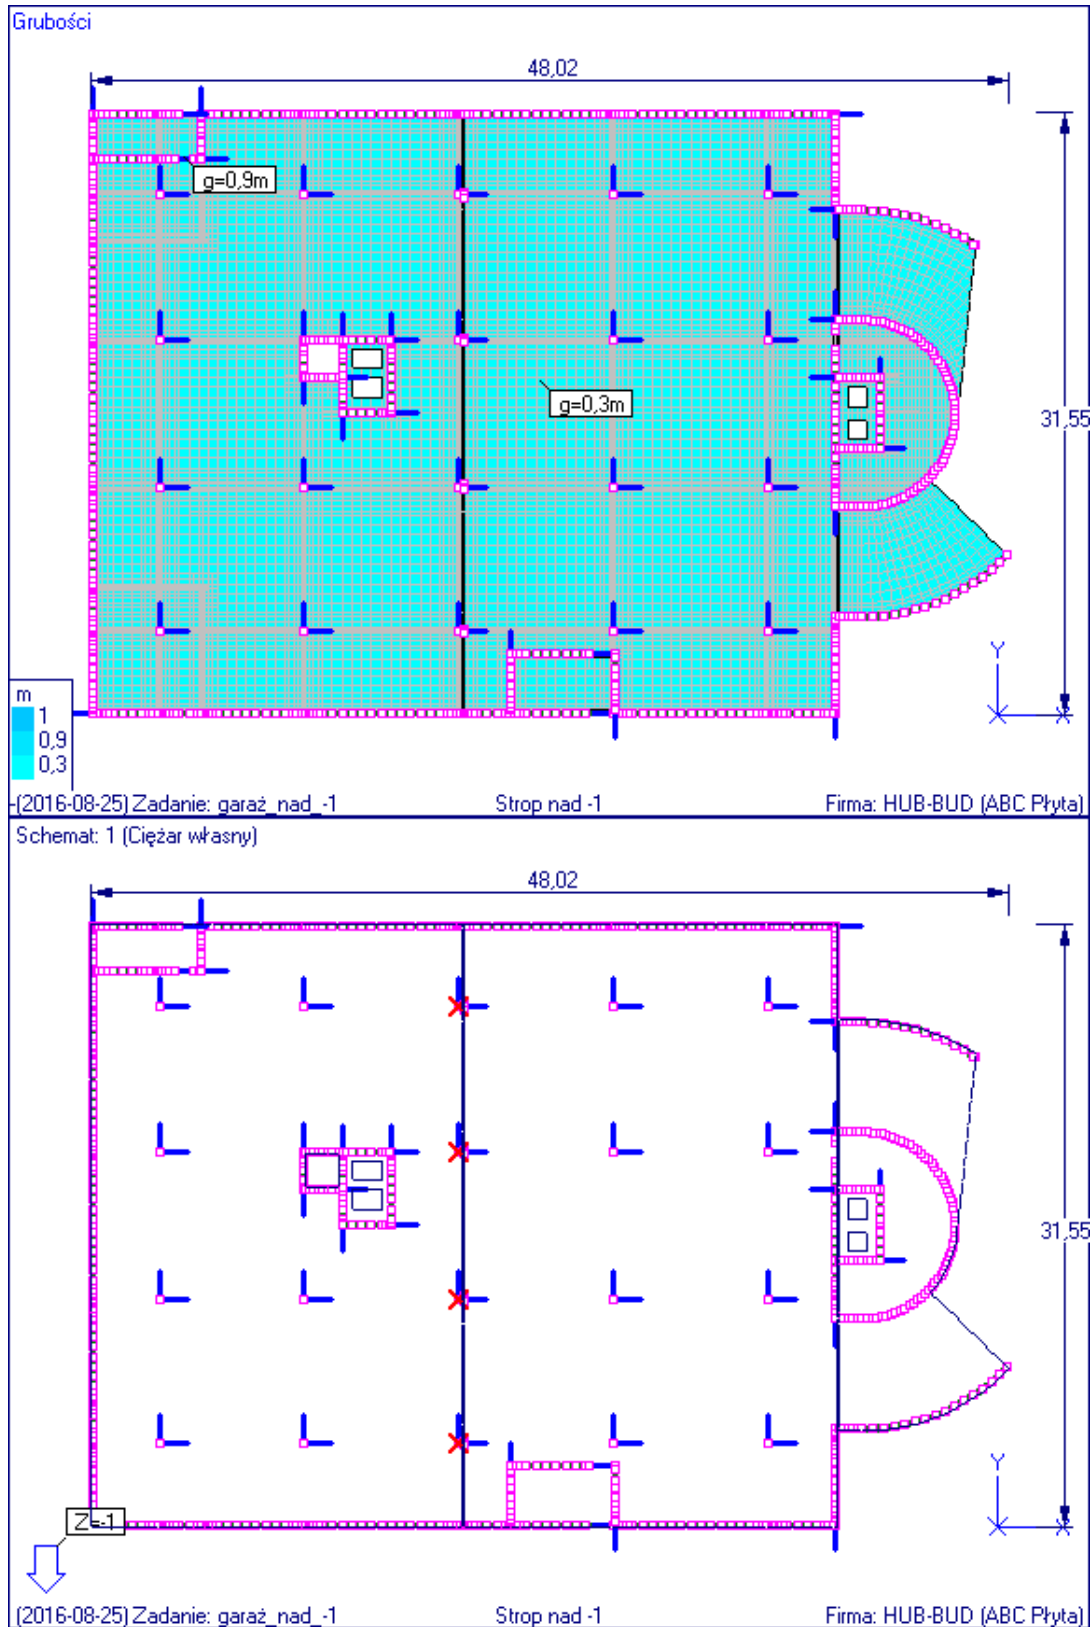 Grubości
48,02
g=0,9m
g=0,3m
31,55
Y
X
m
1
0,9
0,3
-(2016-08-25) Zadanie: garaż_nad_-1 Strop nad -1 Firma: HUB-BUD (ABC Płyta)
Schemat: 1 (Ciężar własny)
48,02
31,55
Y
X
Z=-1
(2016-08-25) Zadanie: garaż_nad_-1 Strop nad -1 Firma: HUB-BUD (ABC Płyta)